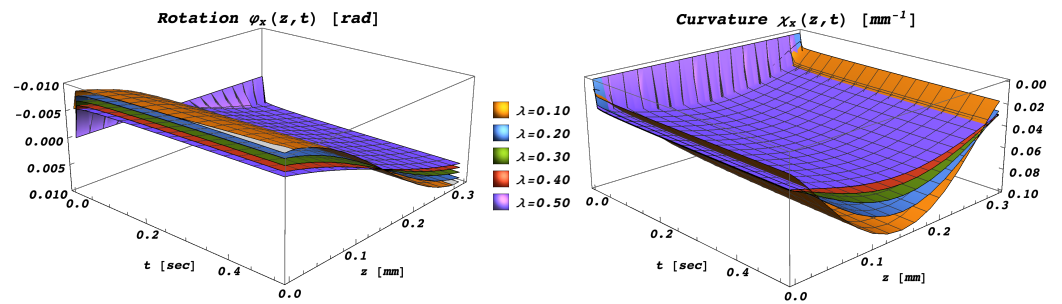 Rotation φₓ(z,t) [rad]
-0.010
-0.005
0.000
0.005
0.010
0.0
0.2
0.4
t [sec]
0.0
0.1
0.2
0.3
z [mm]
λ=0.10
λ=0.20
λ=0.30
λ=0.40
λ=0.50
Curvature χₓ(z,t) [mm⁻¹]
0.00
0.02
0.04
0.06
0.08
0.10
0.0
0.2
0.4
t [sec]
0.0
0.1
0.2
0.3
z [mm]